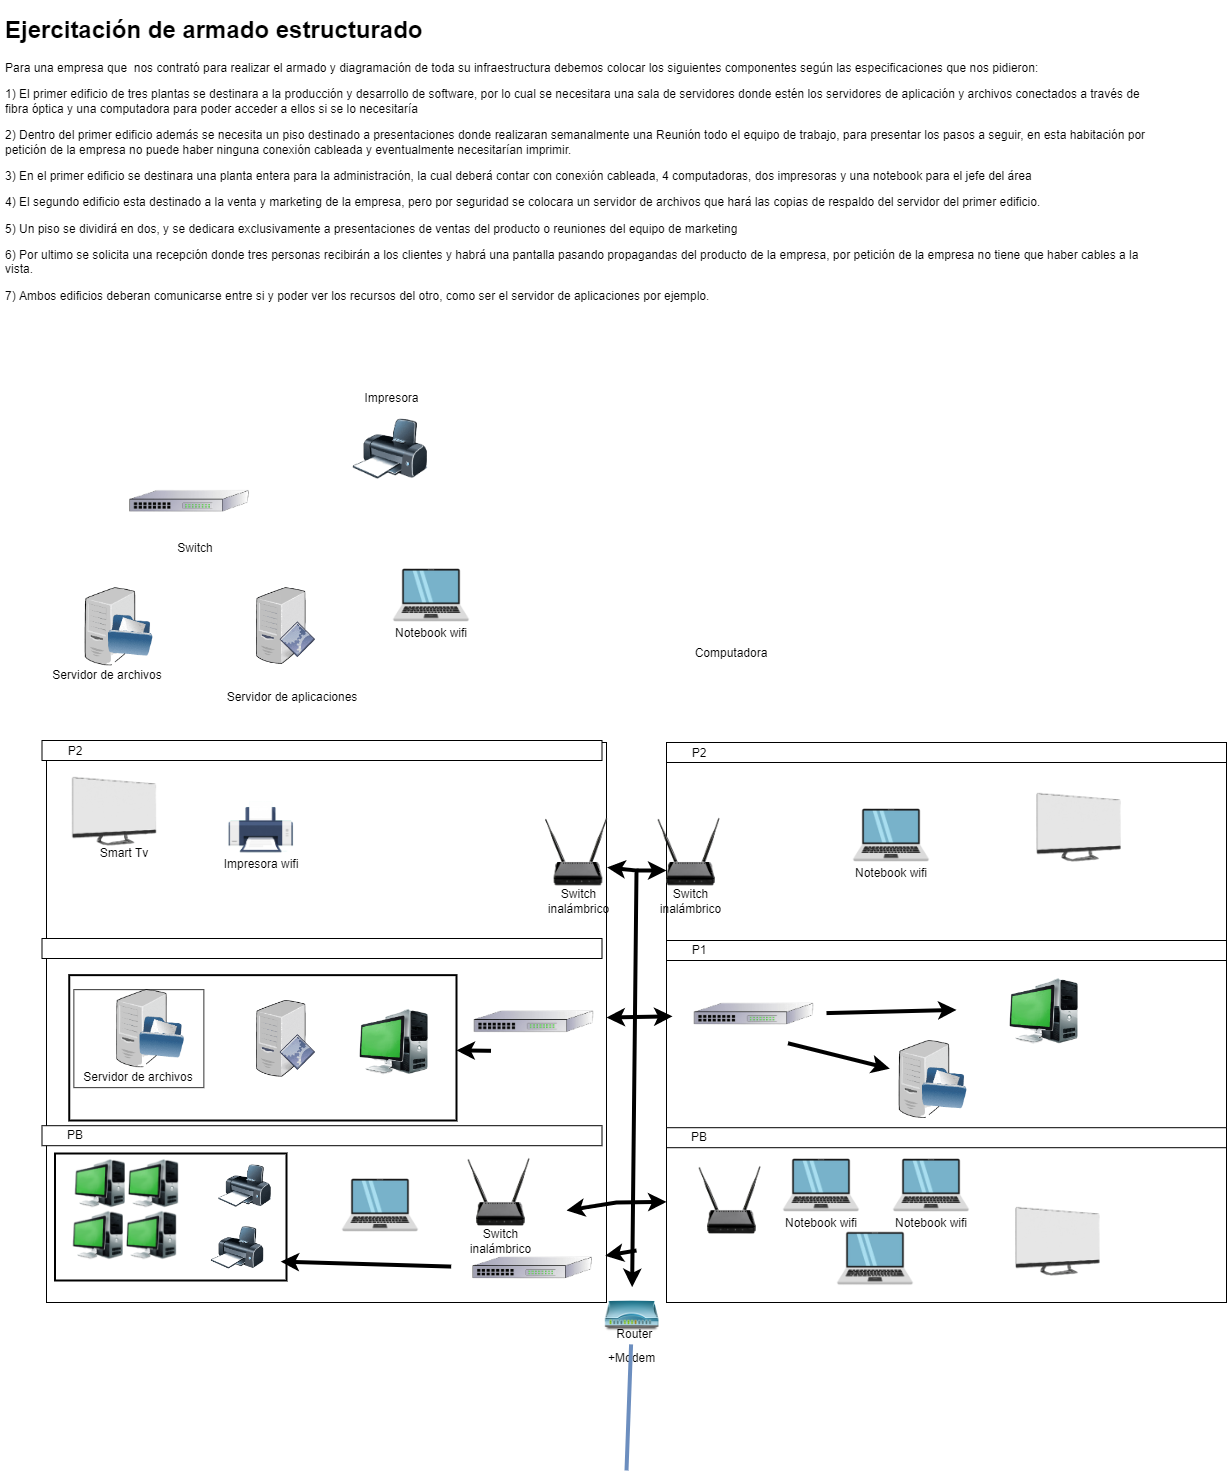 Ejercitación de armado estructurado
Para una empresa que  nos contrató para realizar el armado y diagramación de toda su infraestructura debemos colocar los siguientes componentes según las especificaciones que nos pidieron:
1) El primer edificio de tres plantas se destinara a la producción y desarrollo de software, por lo cual se necesitara una sala de servidores donde estén los servidores de aplicación y archivos conectados a través de
fibra óptica y una computadora para poder acceder a ellos si se lo necesitaría
2) Dentro del primer edificio además se necesita un piso destinado a presentaciones donde realizaran semanalmente una Reunión todo el equipo de trabajo, para presentar los pasos a seguir, en esta habitación por
petición de la empresa no puede haber ninguna conexión cableada y eventualmente necesitarían imprimir.
3) En el primer edificio se destinara una planta entera para la administración, la cual deberá contar con conexión cableada, 4 computadoras, dos impresoras y una notebook para el jefe del área
4) El segundo edificio esta destinado a la venta y marketing de la empresa, pero por seguridad se colocara un servidor de archivos que hará las copias de respaldo del servidor del primer edificio.
5) Un piso se dividirá en dos, y se dedicara exclusivamente a presentaciones de ventas del producto o reuniones del equipo de marketing
6) Por ultimo se solicita una recepción donde tres personas recibirán a los clientes y habrá una pantalla pasando propagandas del producto de la empresa, por petición de la empresa no tiene que haber cables a la
vista.
7) Ambos edificios deberan comunicarse entre si y poder ver los recursos del otro, como ser el servidor de aplicaciones por ejemplo.
Impresora
Switch
Notebook wifi
Computadora
Servidor de archivos
Servidor de aplicaciones
P2
P2
Smart Tv
Impresora wifi
Notebook wifi
Switch
inalámbrico
Switch
inalámbrico
P1
Servidor de archivos
PB
PB
Notebook wifi
Notebook wifi
Switch
inalámbrico
Router
+Modem